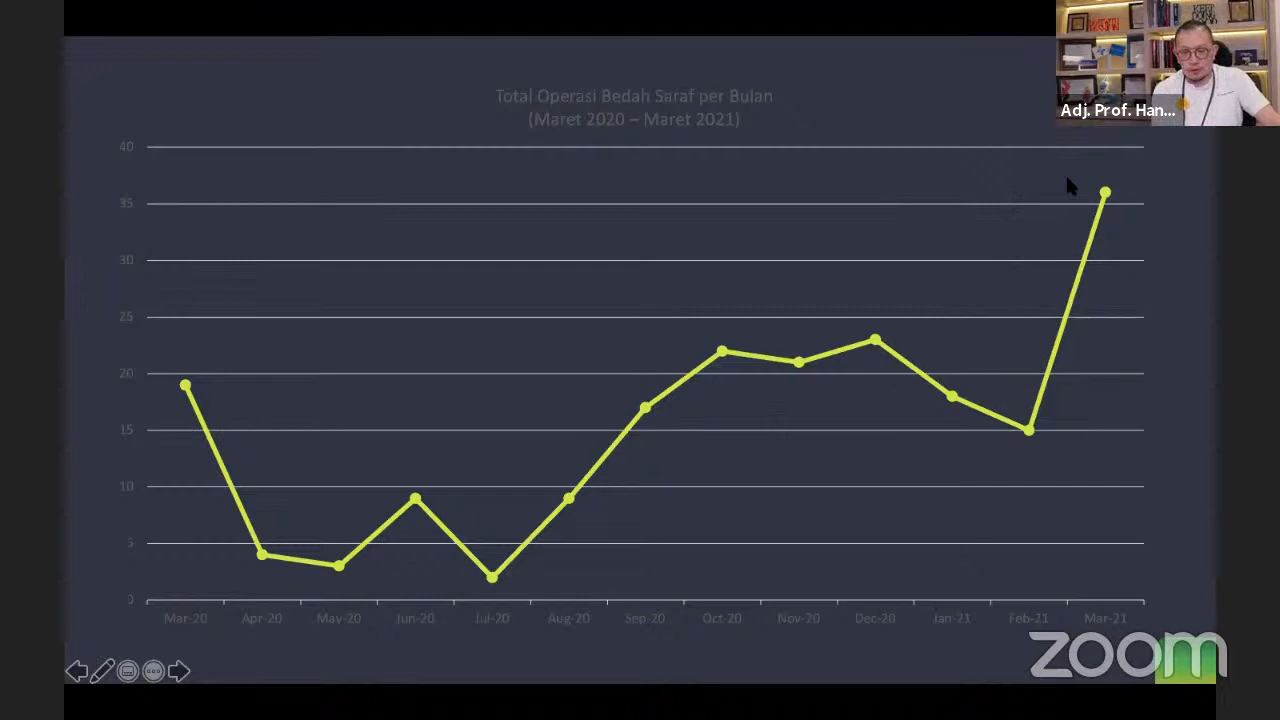 Total Operasi Bedah Saraf per Bulan
(Maret 2020 – Maret 2021)
Adj. Prof. Han...
40
35
30
25
20
15
10
5
0
Mar-20 Apr-20 May-20 Jun-20 Jul-20 Aug-20 Sep-20 Oct-20 Nov-20 Dec-20 Jan-21 Feb-21 Mar-21
zoom